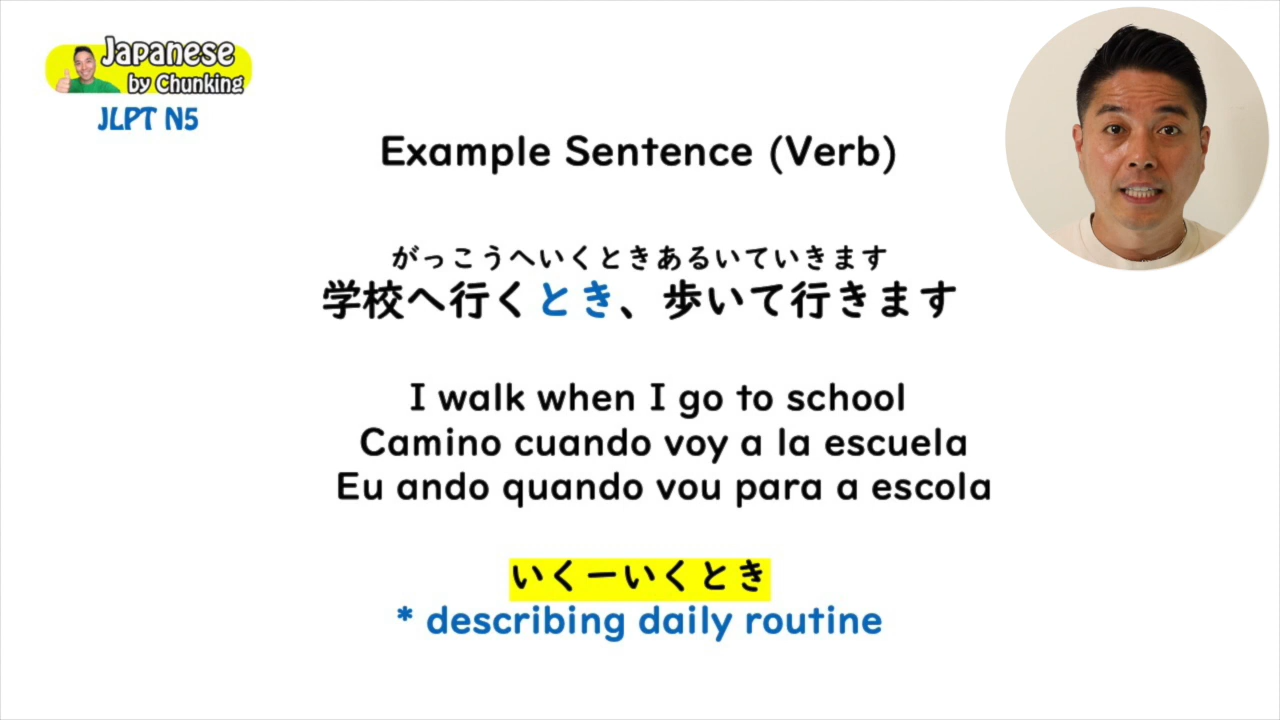 Japanese
by Chunking
JLPT N5
Example Sentence (Verb)
がっこうへいくときあるいていきます
学校へ行くとき、歩いて行きます
I walk when I go to school
Camino cuando voy a la escuela
Eu ando quando vou para a escola
いくーいくとき
* describing daily routine